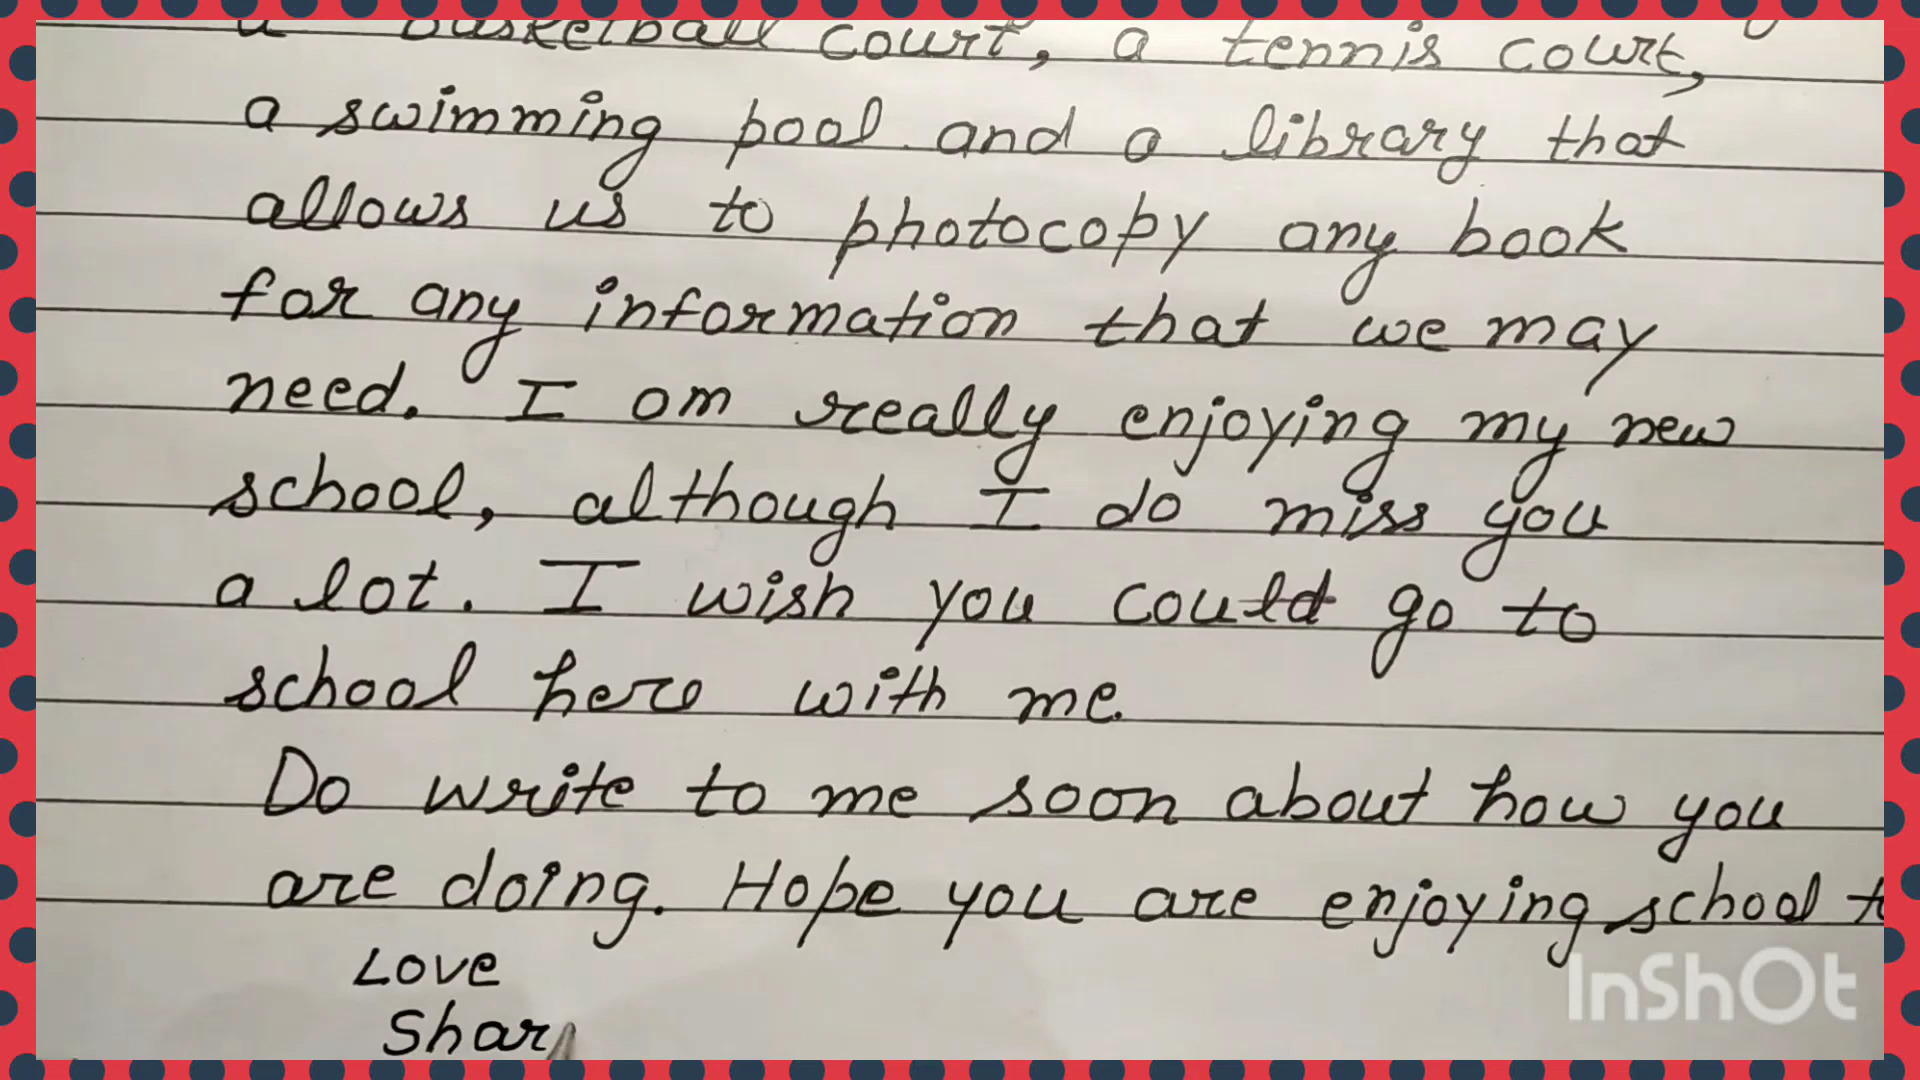 a basketball court, a tennis court,
a swimming pool and a library that
allows us to photocopy any book
for any information that we may
need. I am really enjoying my new
school, although I do miss you
a lot. I wish you could go to
school here with me.
Do write to me soon about how you
are doing. Hope you are enjoying school
Love
Shar
InShOt